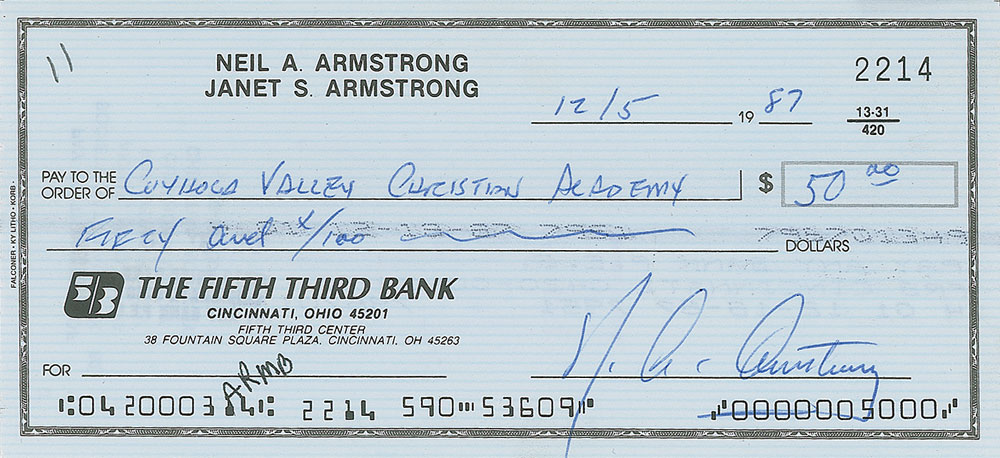 11
NEIL A. ARMSTRONG
JANET S. ARMSTRONG
2214
12/5 19 87
13-31
420
PAY TO THE
ORDER OF Cuyhoga Valley Christian Academy $ 50 00
Fifty and x/100 DOLLARS
53 THE FIFTH THIRD BANK
CINCINNATI, OHIO 45201
FIFTH THIRD CENTER
38 FOUNTAIN SQUARE PLAZA, CINCINNATI, OH 45263
FOR N. A. Armstrong
ARMB
042000314 2214 590 53609 0000005000
FALCONER • KY LITHO • KORB •